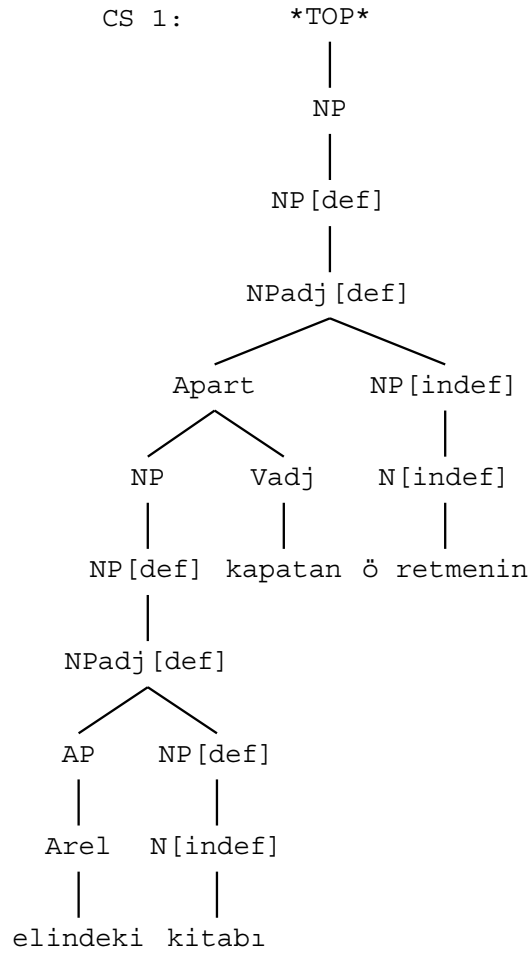 CS 1: *TOP*
NP
NP[def]
NPadj[def]
Apart NP[indef]
NP Vadj N[indef]
NP[def] kapatan ö retmenin
NPadj[def]
AP NP[def]
Arel N[indef]
elindeki kitabı